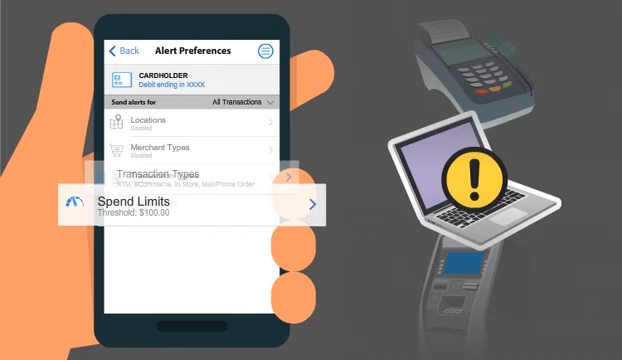 Back
Alert Preferences
CARDHOLDER
Debit ending in XXXX
Send alerts for
All Transactions
Locations
Disabled
Merchant Types
Disabled
Transaction Types
ATM, eCommerce, In Store, Mail/Phone Order
Spend Limits
Threshold: $100.00